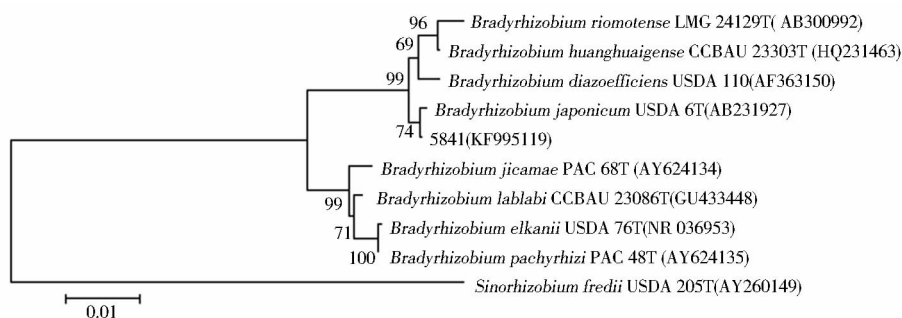 96
Bradyrhizobium riomotense LMG 24129T( AB300992)
69
Bradyrhizobium huanghuaigense CCBAU 23303T (HQ231463)
99
Bradyrhizobium diazoefficiens USDA 110(AF363150)
Bradyrhizobium japonicum USDA 6T(AB231927)
74
5841(KF995119)
Bradyrhizobium jicamae PAC 68T (AY624134)
99
Bradyrhizobium lablabi CCBAU 23086T(GU433448)
71
Bradyrhizobium elkanii USDA 76T(NR 036953)
100
Bradyrhizobium pachyrhizi PAC 48T (AY624135)
Sinorhizobium fredii USDA 205T(AY260149)
0.01